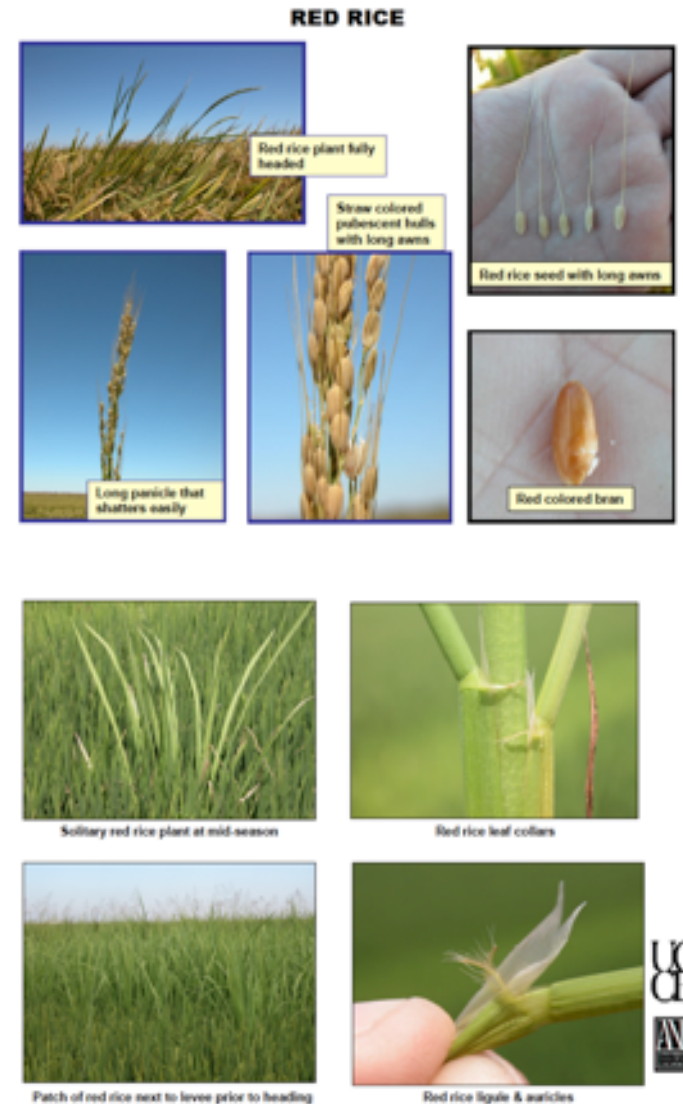 RED RICE
Red rice plant fully
headed
Straw colored
pubescent hulls
with long awns
Red rice seed with long awns
Long panicle that
shatters easily
Red colored bran
Solitary red rice plant at mid-season
Red rice leaf collars
Patch of red rice next to levee prior to heading
Red rice ligule & auricles